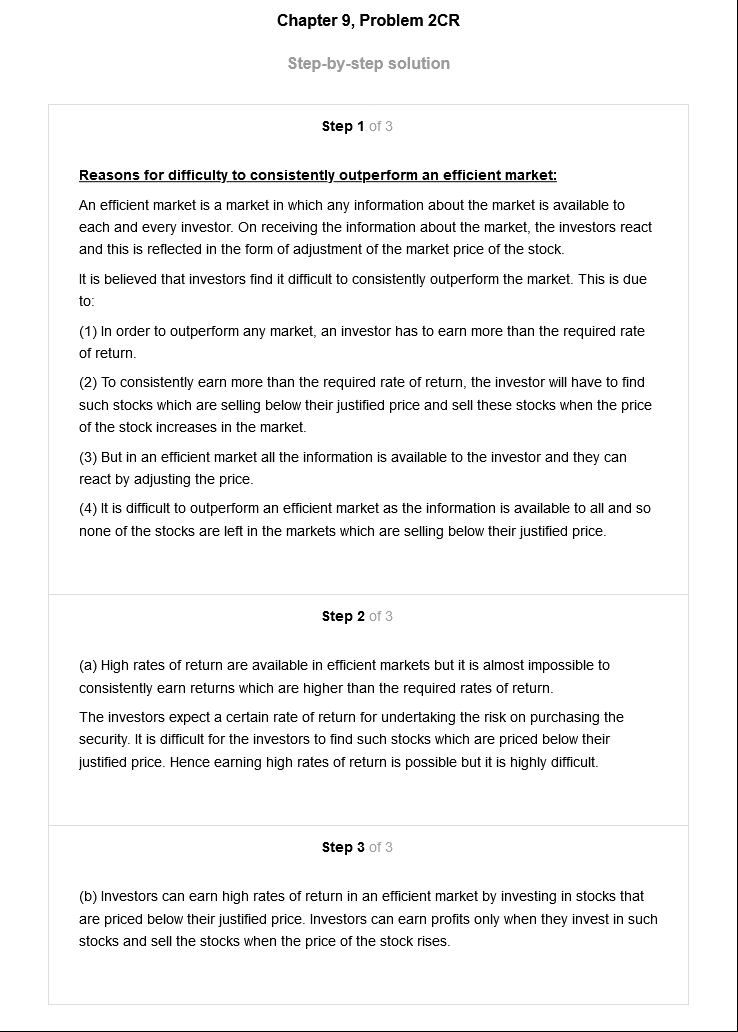 Chapter 9, Problem 2CR
Step-by-step solution
Step 1 of 3
Reasons for difficulty to consistently outperform an efficient market:
An efficient market is a market in which any information about the market is available to
each and every investor. On receiving the information about the market, the investors react
and this is reflected in the form of adjustment of the market price of the stock.
It is believed that investors find it difficult to consistently outperform the market. This is due
to:
(1) In order to outperform any market, an investor has to earn more than the required rate
of return.
(2) To consistently earn more than the required rate of return, the investor will have to find
such stocks which are selling below their justified price and sell these stocks when the price
of the stock increases in the market.
(3) But in an efficient market all the information is available to the investor and they can
react by adjusting the price.
(4) It is difficult to outperform an efficient market as the information is available to all and so
none of the stocks are left in the markets which are selling below their justified price.
Step 2 of 3
(a) High rates of return are available in efficient markets but it is almost impossible to
consistently earn returns which are higher than the required rates of return.
The investors expect a certain rate of return for undertaking the risk on purchasing the
security. It is difficult for the investors to find such stocks which are priced below their
justified price. Hence earning high rates of return is possible but it is highly difficult.
Step 3 of 3
(b) Investors can earn high rates of return in an efficient market by investing in stocks that
are priced below their justified price. Investors can earn profits only when they invest in such
stocks and sell the stocks when the price of the stock rises.